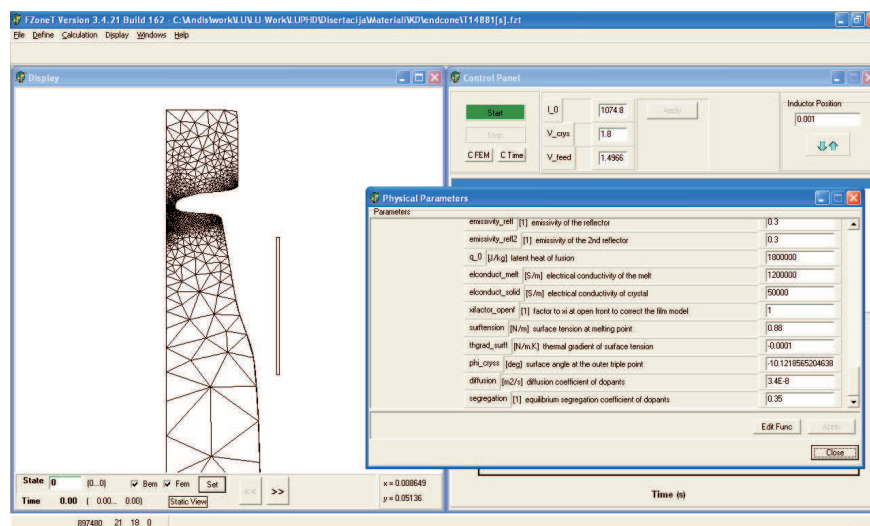 FZoneT Version 3.4.21 Build 162 - C:\Andis\work\LU\LU-Work\LUPHD\Disertacija\Materiali\KD\endcone\T14881[s].fzt
File Define Calculation Display Windows Help
Display
Control Panel
Start
I_0
1074.8
Apply
Inductor Position
0.001
Stop
V_crys
1.8
C FEM
C Time
V_feed
1.4966
Physical Parameters
Parameters
emissivity_refl [1] emissivity of the reflector 0.3
emissivity_refl2 [1] emissivity of the 2nd reflector 0.3
q_0 [J/kg] latent heat of fusion 1800000
elconduct_melt [S/m] electrical conductivity of the melt 1200000
elconduct_solid [S/m] electrical conductivity of crystal 50000
xifactor_openf [1] factor to xi at open front to correct the film model 1
surftension [N/m] surface tension at melting point 0.88
thgrad_surft [N/m.K] thermal gradient of surface tension -0.0001
phi_cryss [deg] surface angle at the outer triple point -10.1218565204638
diffusion [m2/s] diffusion coefficient of dopants 3.4E-8
segregation [1] equilibrium segregation coefficient of dopants 0.35
Edit Func
Apply
Close
State 0 (0...0) Bem Fem Set << >>
x = 0.008649
y = 0.05136
Time 0.00 ( 0.00... 0.00) Static View
Time (s)
897480 21 18 0